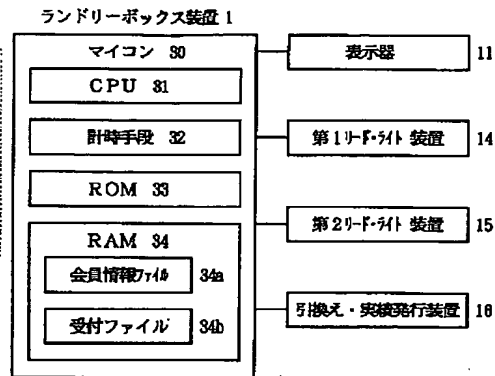 ランドリーボックス装置 1
マイコン 30
CPU 31
計時手段 32
ROM 33
RAM 34
会員情報ファイル 34a
受付ファイル 34b
表示器 11
第1リード・ライト 装置 14
第2リード・ライト 装置 15
引換え・実績発行装置 16